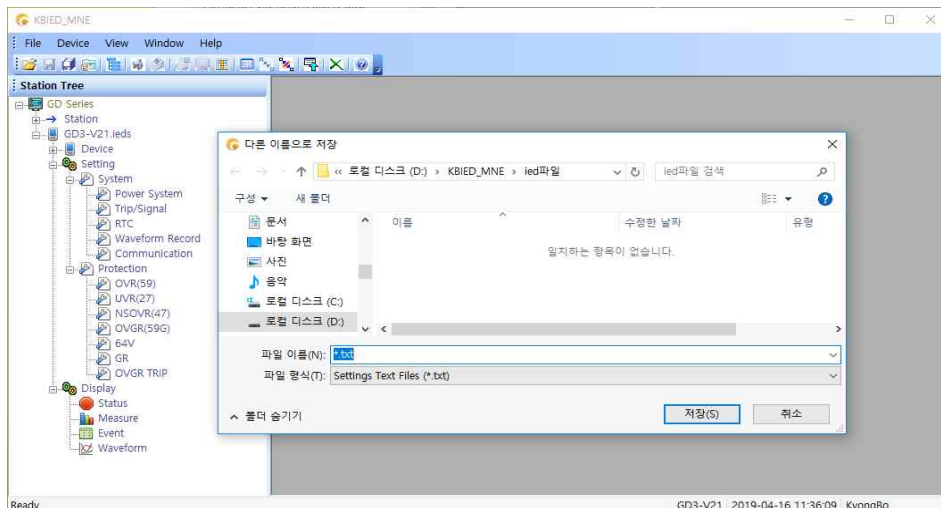 KBIED_MNE
File Device View Window Help
Station Tree
GD Series
Station
GD3-V21.ieds
Device
Setting
System
Power System
Trip/Signal
RTC
Waveform Record
Communication
Protection
OVR(59)
UVR(27)
NSOVR(47)
OVGR(59G)
64V
GR
OVGR TRIP
Display
Status
Measure
Event
Waveform
다른 이름으로 저장
« 로컬 디스크 (D:) › KBIED_MNE › ied파일
ied파일 검색
구성 새 폴더
이름 수정한 날짜 유형
일치하는 항목이 없습니다.
문서
바탕 화면
사진
음악
로컬 디스크 (C:)
로컬 디스크 (D:)
파일 이름(N): *.txt
파일 형식(T): Settings Text Files (*.txt)
폴더 숨기기
저장(S) 취소
Ready GD3-V21 2019-04-16 11:36:09 KyongBo